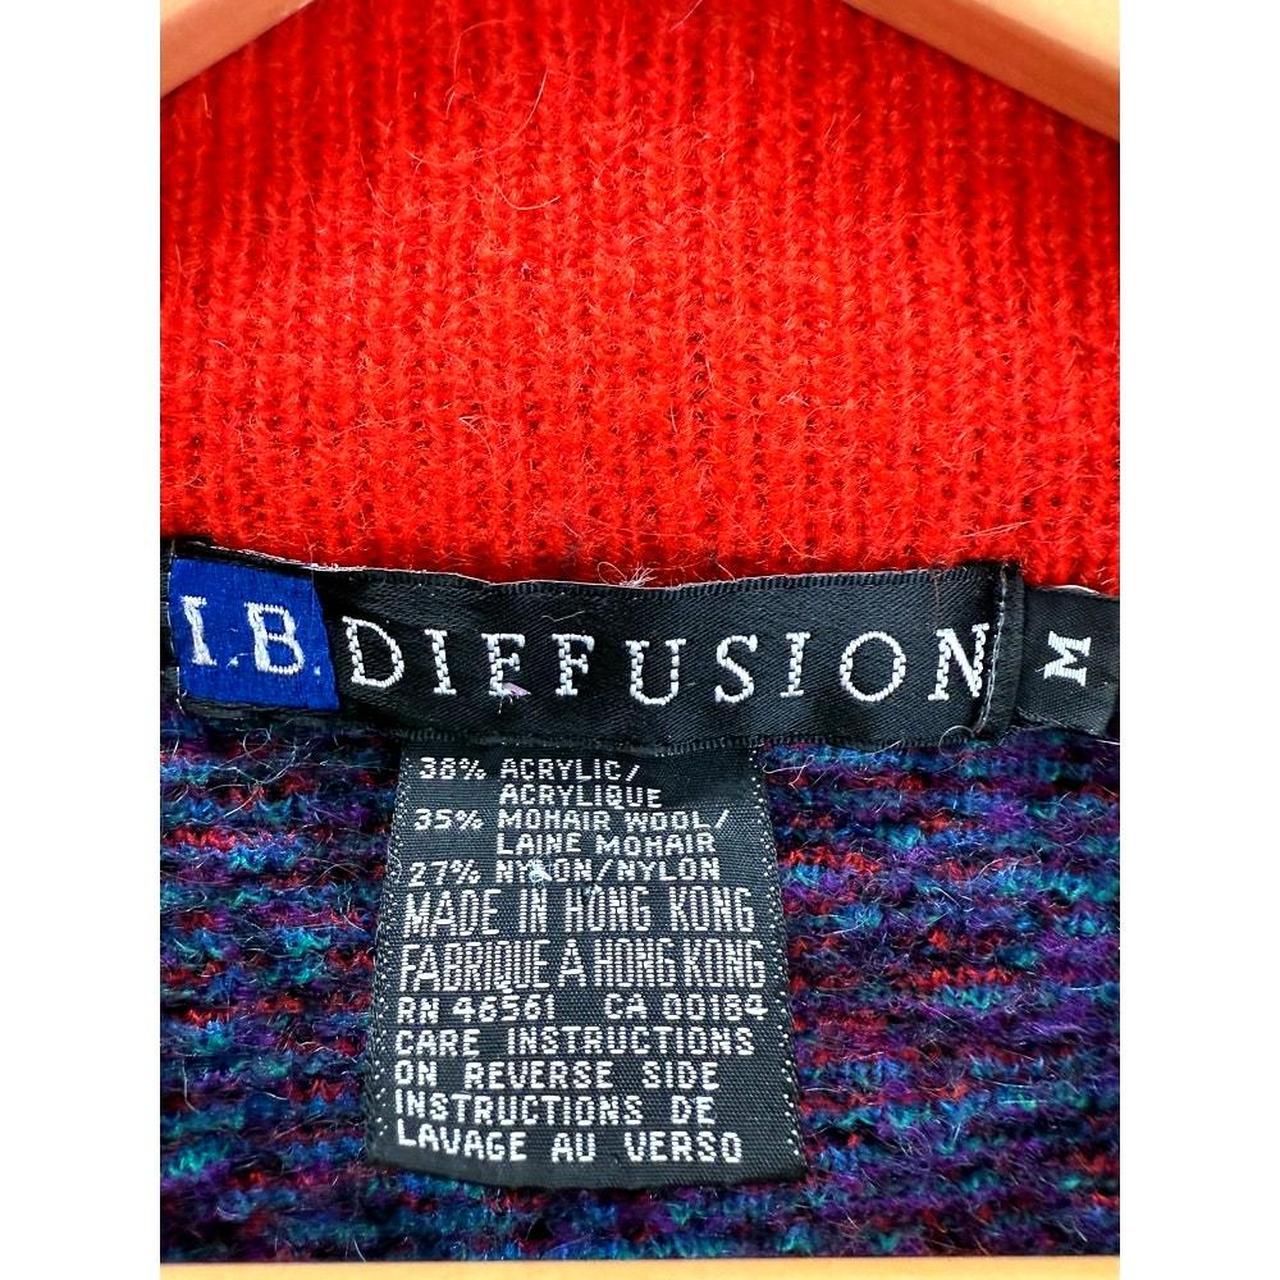 I.B. DIFFUSION M
38% ACRYLIC/
ACRYLIQUE
35% MOHAIR WOOL/
LAINE MOHAIR
27% NYLON/NYLON
MADE IN HONG KONG
FABRIQUE A HONG KONG
RN 46561 CA 00184
CARE INSTRUCTIONS
ON REVERSE SIDE
INSTRUCTIONS DE
LAVAGE AU VERSO